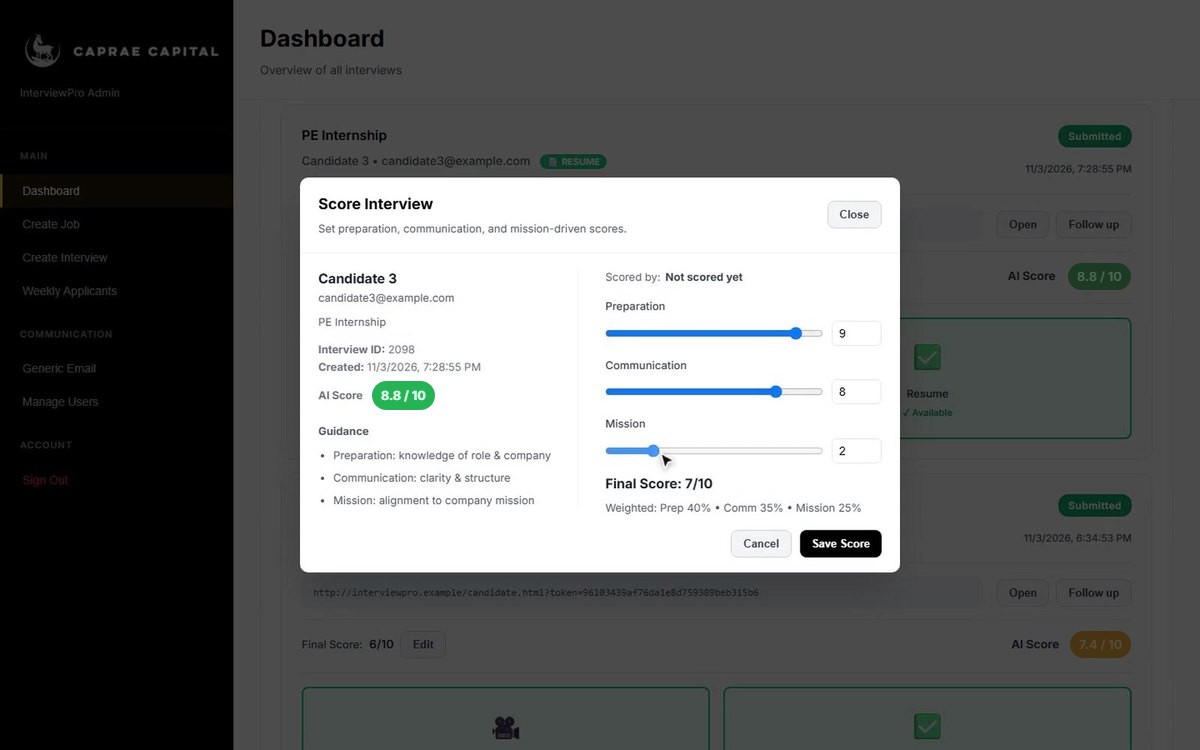 CAPRAE CAPITAL
InterviewPro Admin
MAIN
Dashboard
Create Job
Create Interview
Weekly Applicants
COMMUNICATION
Generic Email
Manage Users
ACCOUNT
Sign Out
Dashboard
Overview of all interviews
PE Internship
Submitted
Candidate 3 • candidate3@example.com
RESUME
11/3/2026, 7:28:55 PM
Open
Follow up
AI Score
8.8 / 10
Resume
✓ Available
Score Interview
Set preparation, communication, and mission-driven scores.
Close
Candidate 3
candidate3@example.com
PE Internship
Interview ID: 2098
Created: 11/3/2026, 7:28:55 PM
AI Score
8.8 / 10
Guidance
• Preparation: knowledge of role & company
• Communication: clarity & structure
• Mission: alignment to company mission
Scored by: Not scored yet
Preparation
9
Communication
8
Mission
2
Final Score: 7/10
Weighted: Prep 40% • Comm 35% • Mission 25%
Cancel
Save Score
Submitted
11/3/2026, 6:34:53 PM
http://interviewpro.example/candidate.html?token=96103439af76da1e8d759389beb315b6
Open
Follow up
Final Score: 6/10
Edit
AI Score
7.4 / 10